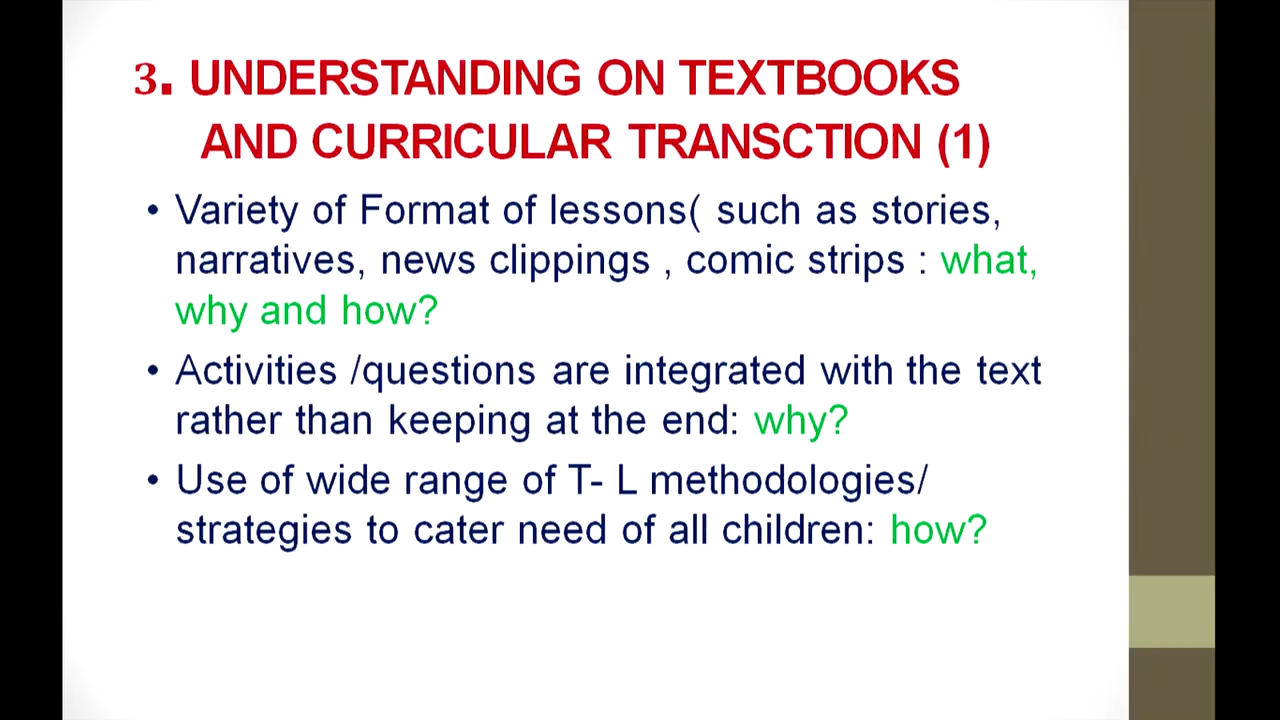 3. UNDERSTANDING ON TEXTBOOKS
AND CURRICULAR TRANSCTION (1)
• Variety of Format of lessons( such as stories,
narratives, news clippings , comic strips : what,
why and how?
• Activities /questions are integrated with the text
rather than keeping at the end: why?
• Use of wide range of T- L methodologies/
strategies to cater need of all children: how?